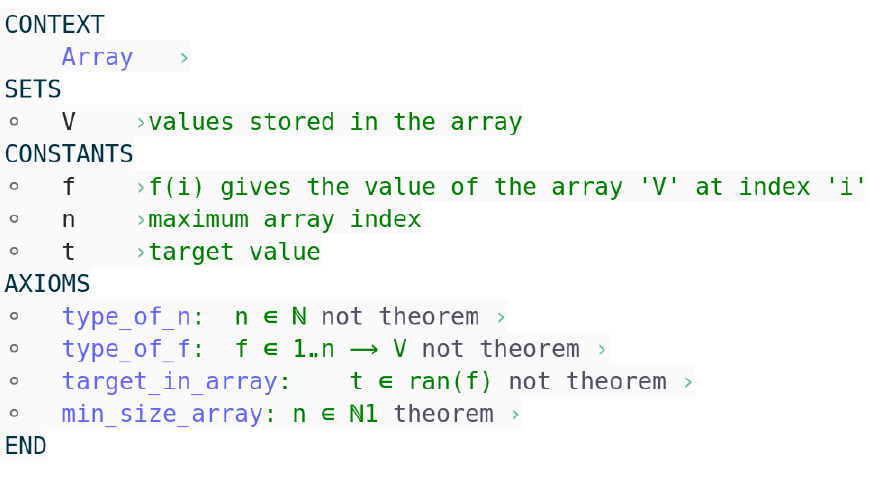 CONTEXT
Array ›
SETS
◦ V ›values stored in the array
CONSTANTS
◦ f ›f(i) gives the value of the array 'V' at index 'i'
◦ n ›maximum array index
◦ t ›target value
AXIOMS
◦ type_of_n: n ∈ ℕ not theorem ›
◦ type_of_f: f ∈ 1‥n → V not theorem ›
◦ target_in_array: t ∈ ran(f) not theorem ›
◦ min_size_array: n ∈ ℕ1 theorem ›
END